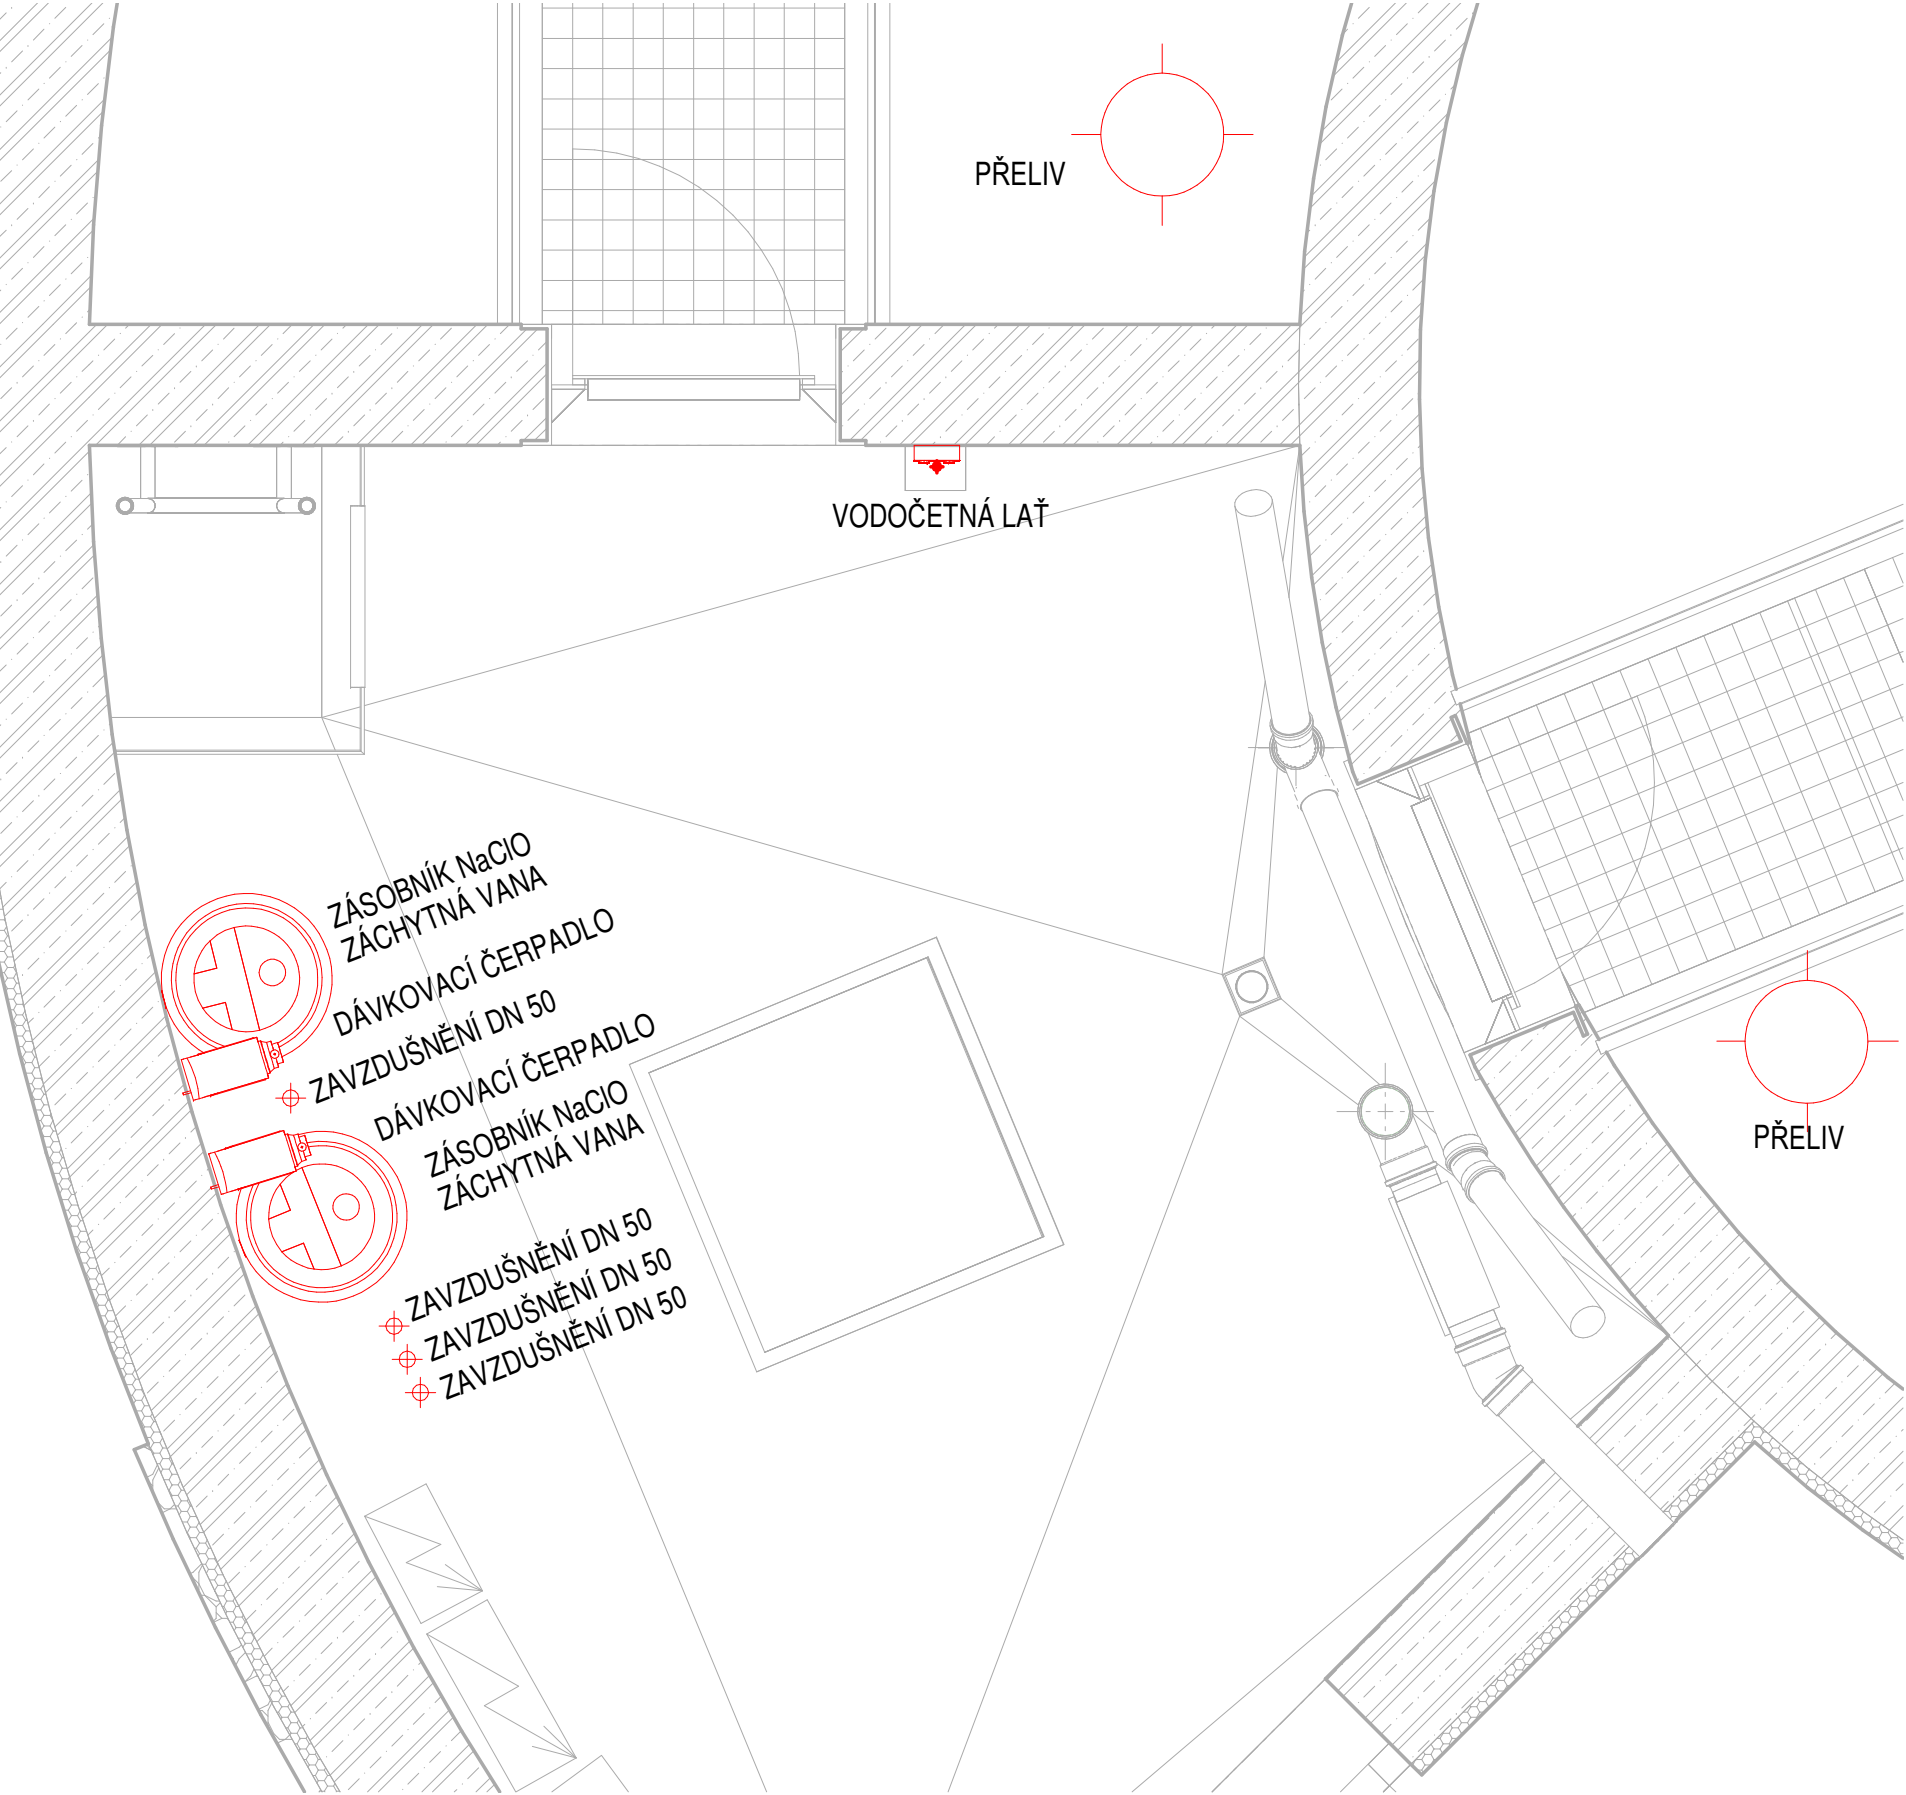 PŘELIV
VODOČETNÁ LAŤ
ZÁSOBNÍK NaClO
ZÁCHYTNÁ VANA
DÁVKOVACÍ ČERPADLO
ZAVZDUŠNĚNÍ DN 50
DÁVKOVACÍ ČERPADLO
ZÁSOBNÍK NaClO
ZÁCHYTNÁ VANA
PŘELIV
ZAVZDUŠNĚNÍ DN 50
ZAVZDUŠNĚNÍ DN 50
ZAVZDUŠNĚNÍ DN 50